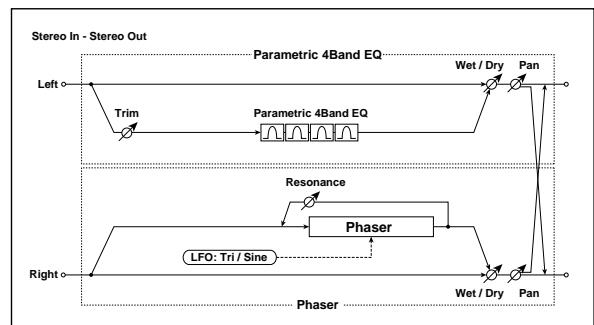 Stereo In - Stereo Out
Parametric 4Band EQ
Wet / Dry
Pan
Left
Trim
Parametric 4Band EQ
Resonance
Phaser
LFO: Tri / Sine
Right
Wet / Dry
Pan
Phaser